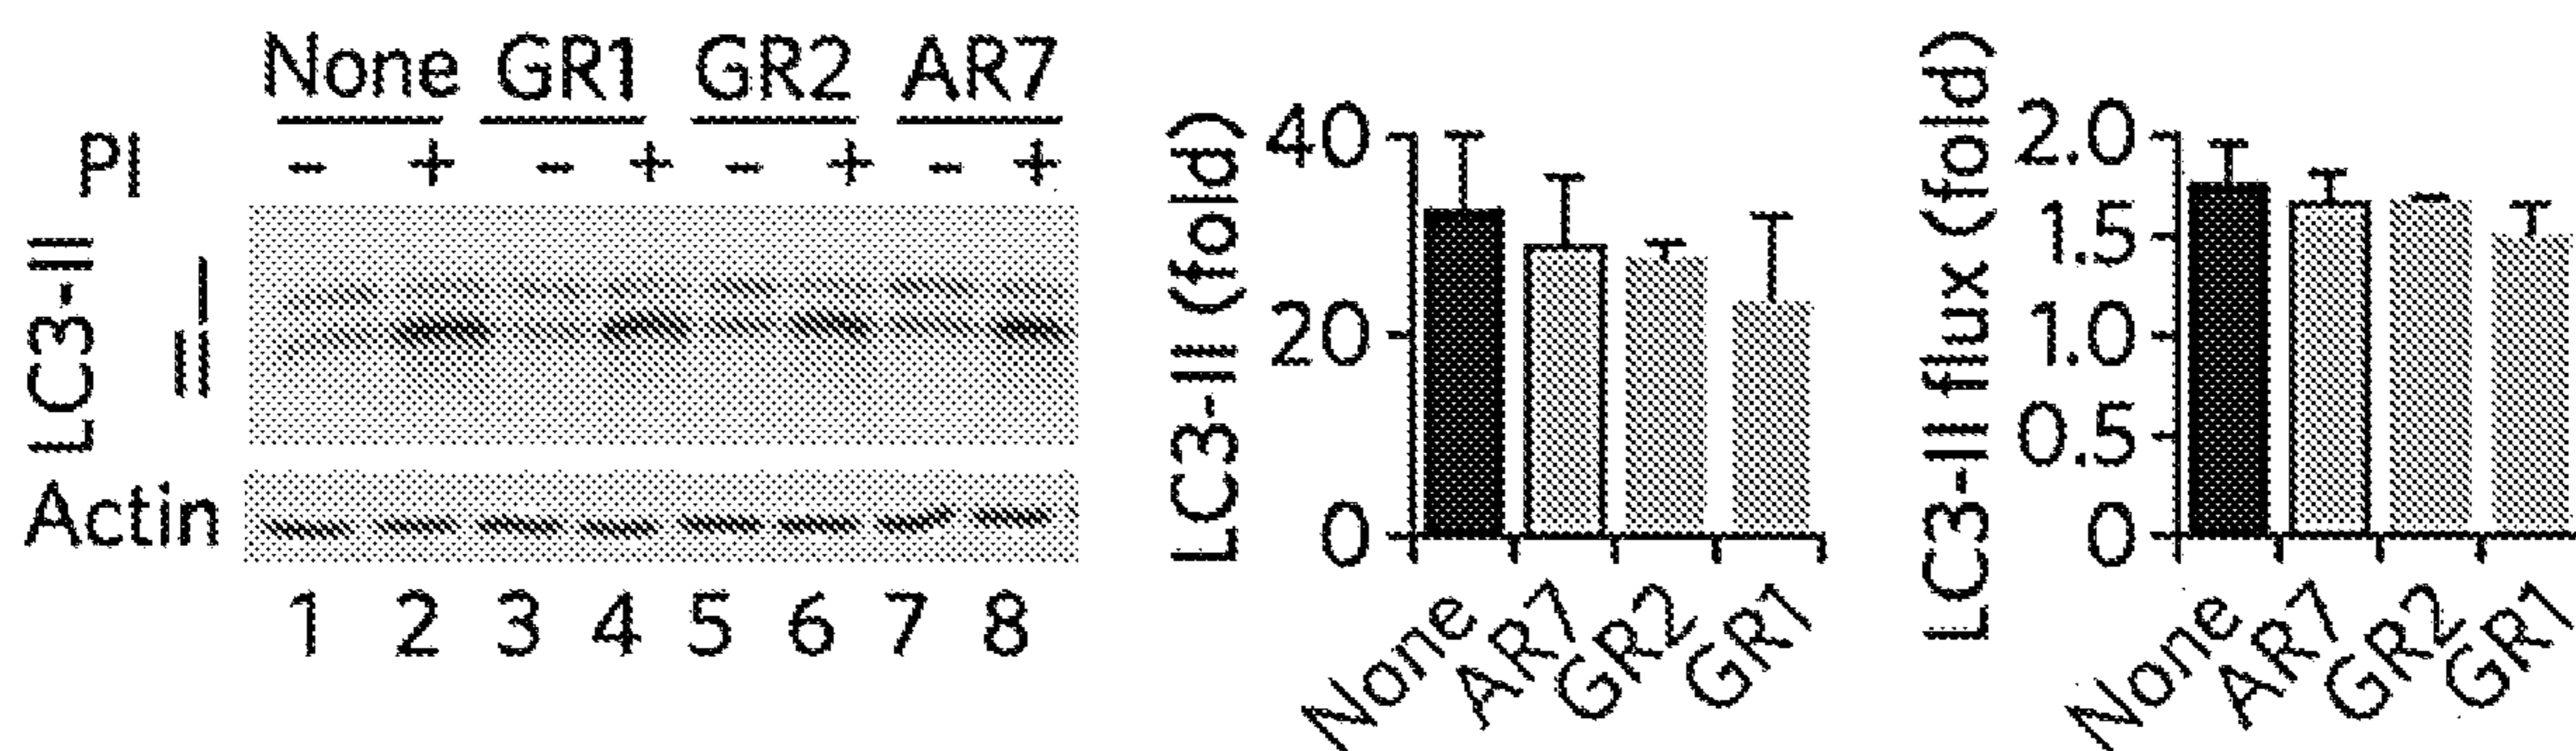 None GR1 GR2 AR7
PI - + - + - + - +
LC3-II
I
II
Actin
1 2 3 4 5 6 7 8
LC3-II (fold)
40
20
0
None AR7 GR2 GR1
LC3-II flux (fold)
2.0
1.5
1.0
0.5
0
None AR7 GR2 GR1